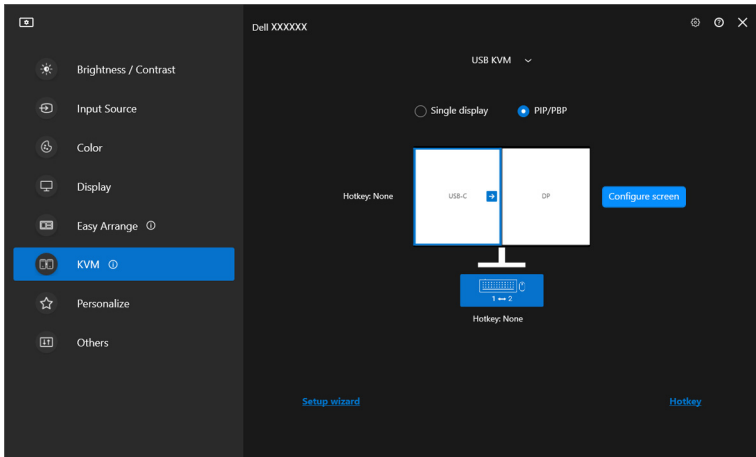 Dell XXXXXX
Brightness / Contrast
Input Source
Color
Display
Easy Arrange
KVM
Personalize
Others
USB KVM
Single display
PIP/PBP
Hotkey: None
USB-C
DP
Configure screen
1 ↔ 2
Hotkey: None
Setup wizard
Hotkey